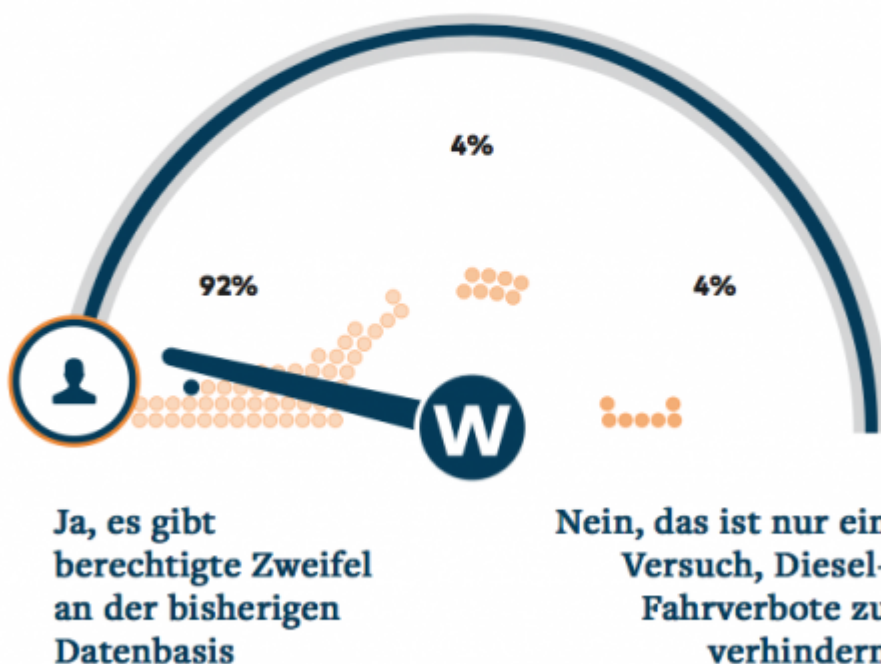 4%
92%
4%
W
Ja, es gibt
berechtigte Zweifel
an der bisherigen
Datenbasis
Nein, das ist nur ein
Versuch, Diesel-
Fahrverbote zu
verhindern